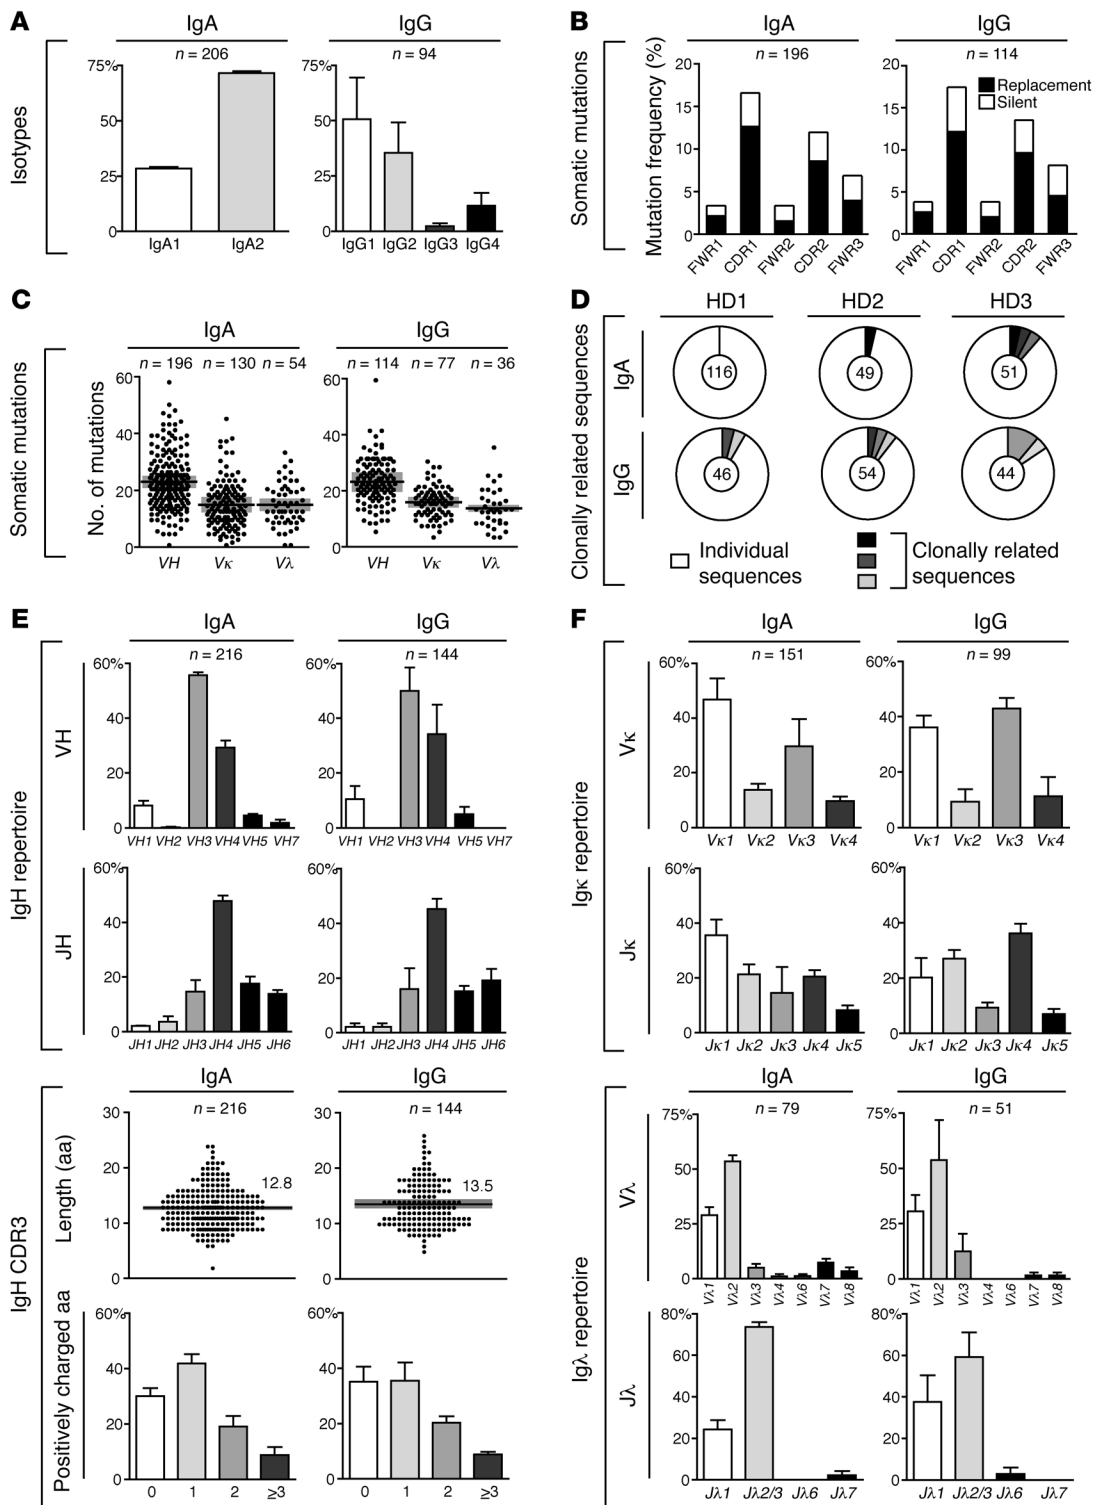 A
IgA
IgG
n = 206
n = 94
Isotypes
75%
50
25
0
IgA1
IgA2
75%
50
25
0
IgG1
IgG2
IgG3
IgG4
B
IgA
IgG
n = 196
n = 114
Somatic mutations
Mutation frequency (%)
20
15
10
5
0
FWR1
CDR1
FWR2
CDR2
FWR3
20
15
10
5
0
FWR1
CDR1
FWR2
CDR2
FWR3
Replacement
Silent
C
IgA
IgG
n = 196
n = 130
n = 54
n = 114
n = 77
n = 36
Somatic mutations
No. of mutations
60
40
20
0
VH
Vκ
Vλ
60
40
20
0
VH
Vκ
Vλ
D
HD1
HD2
HD3
Clonally related sequences
IgA
116
49
51
IgG
46
54
44
Individual
sequences
Clonally related
sequences
E
IgA
IgG
n = 216
n = 144
IgH repertoire
VH
60%
40
20
0
VH1
VH2
VH3
VH4
VH5
VH7
60%
40
20
0
VH1
VH2
VH3
VH4
VH5
VH7
JH
60%
40
20
0
JH1
JH2
JH3
JH4
JH5
JH6
60%
40
20
0
JH1
JH2
JH3
JH4
JH5
JH6
IgA
IgG
n = 216
n = 144
IgH CDR3
Length (aa)
30
20
10
0
12.8
30
20
10
0
13.5
Positively charged aa
60%
40
20
0
0
1
2
≥3
60%
40
20
0
0
1
2
≥3
F
IgA
IgG
n = 151
n = 99
Igκ repertoire
Vκ
60%
40
20
0
Vκ1
Vκ2
Vκ3
Vκ4
60%
40
20
0
Vκ1
Vκ2
Vκ3
Vκ4
Jκ
60%
40
20
0
Jκ1
Jκ2
Jκ3
Jκ4
Jκ5
60%
40
20
0
Jκ1
Jκ2
Jκ3
Jκ4
Jκ5
IgA
IgG
n = 79
n = 51
Igλ repertoire
Vλ
75%
50
25
0
Vλ1
Vλ2
Vλ3
Vλ4
Vλ6
Vλ7
Vλ8
75%
50
25
0
Vλ1
Vλ2
Vλ3
Vλ4
Vλ6
Vλ7
Vλ8
Jλ
80%
60
40
20
0
Jλ1
Jλ2/3
Jλ6
Jλ7
80%
60
40
20
0
Jλ1
Jλ2/3
Jλ6
Jλ7